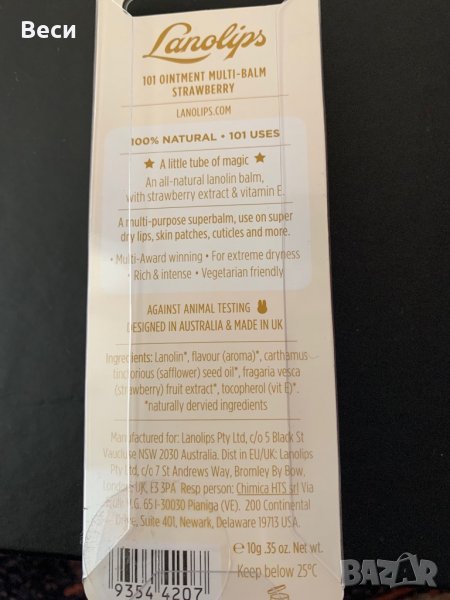 Веси
Lanolips
101 OINTMENT MULTI-BALM
STRAWBERRY
LANOLIPS.COM
100% NATURAL • 101 USES
★ A little tube of magic ★
An all-natural lanolin balm,
with strawberry extract & vitamin E.
A multi-purpose superbalm, use on super
dry lips, skin patches, cuticles and more.
• Multi-Award winning • For extreme dryness
• Rich & intense • Vegetarian friendly
AGAINST ANIMAL TESTING
DESIGNED IN AUSTRALIA & MADE IN UK
Ingredients: Lanolin*, flavour (aroma)*, carthamus
tinctorious (safflower) seed oil*, fragaria vesca
(strawberry) fruit extract*, tocopherol (vit E)*.
*naturally dervied ingredients
Manufactured for: Lanolips Pty Ltd, c/o 5 Black St
Vaucluse NSW 2030 Australia. Dist in EU/UK: Lanolips
Pty Ltd, c/o 7 St Andrews Way, Bromley By Bow,
London UK, E3 3PA Resp person: Chimica HTS srl Via
V.G. 65 I-30030 Pianiga (VE). 200 Continental
Drive, Suite 401, Newark, Delaware 19713 USA.
e 10g .35 oz. Net wt.
Keep below 25°C
9354 4207
BAZAR